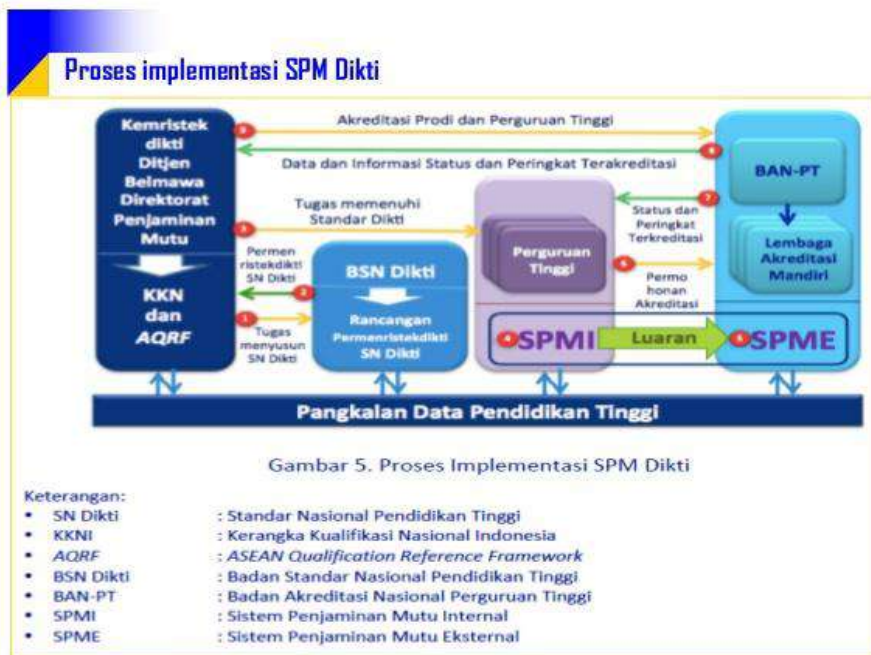 Proses implementasi SPM Dikti
Kemristek
dikti
Ditjen
Belmawa
Direktorat
Penjaminan
Mutu
KKN
dan
AQRF
Akreditasi Prodi dan Perguruan Tinggi
Data dan Informasi Status dan Peringkat Terakreditasi
Tugas memenuhi
Standar Dikti
3
Permen
ristekdikti
SN Dikti
2
1
Tugas
menyusun
SN Dikti
BSN Dikti
Rancangan
Permenristekdikti
SN Dikti
Perguruan
Tinggi
Status dan
Peringkat
Terkreditasi
7
Permo
honan
Akreditasi
BAN-PT
Lembaga
Akreditasi
Mandiri
4
SPMI
Luaran
SPME
Pangkalan Data Pendidikan Tinggi
Gambar 5. Proses Implementasi SPM Dikti
Keterangan:
• SN Dikti : Standar Nasional Pendidikan Tinggi
• KKNI : Kerangka Kualifikasi Nasional Indonesia
• AQRF : ASEAN Qualification Reference Framework
• BSN Dikti : Badan Standar Nasional Pendidikan Tinggi
• BAN-PT : Badan Akreditasi Nasional Perguruan Tinggi
• SPMI : Sistem Penjaminan Mutu Internal
• SPME : Sistem Penjaminan Mutu Eksternal